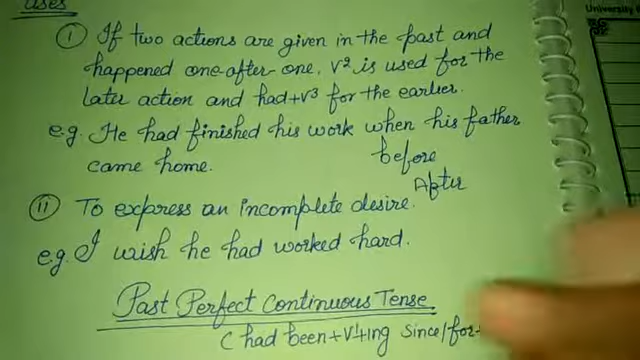 uses
(i) If two actions are given in the past and
happened one-after-one, V² is used for the
later action and had+V³ for the earlier.
e.g. He had finished his work when his father
came home. before
After
(ii) To express an incomplete desire.
e.g. I wish he had worked hard.
Past Perfect Continuous Tense
( had been+V¹+ing since/for
University